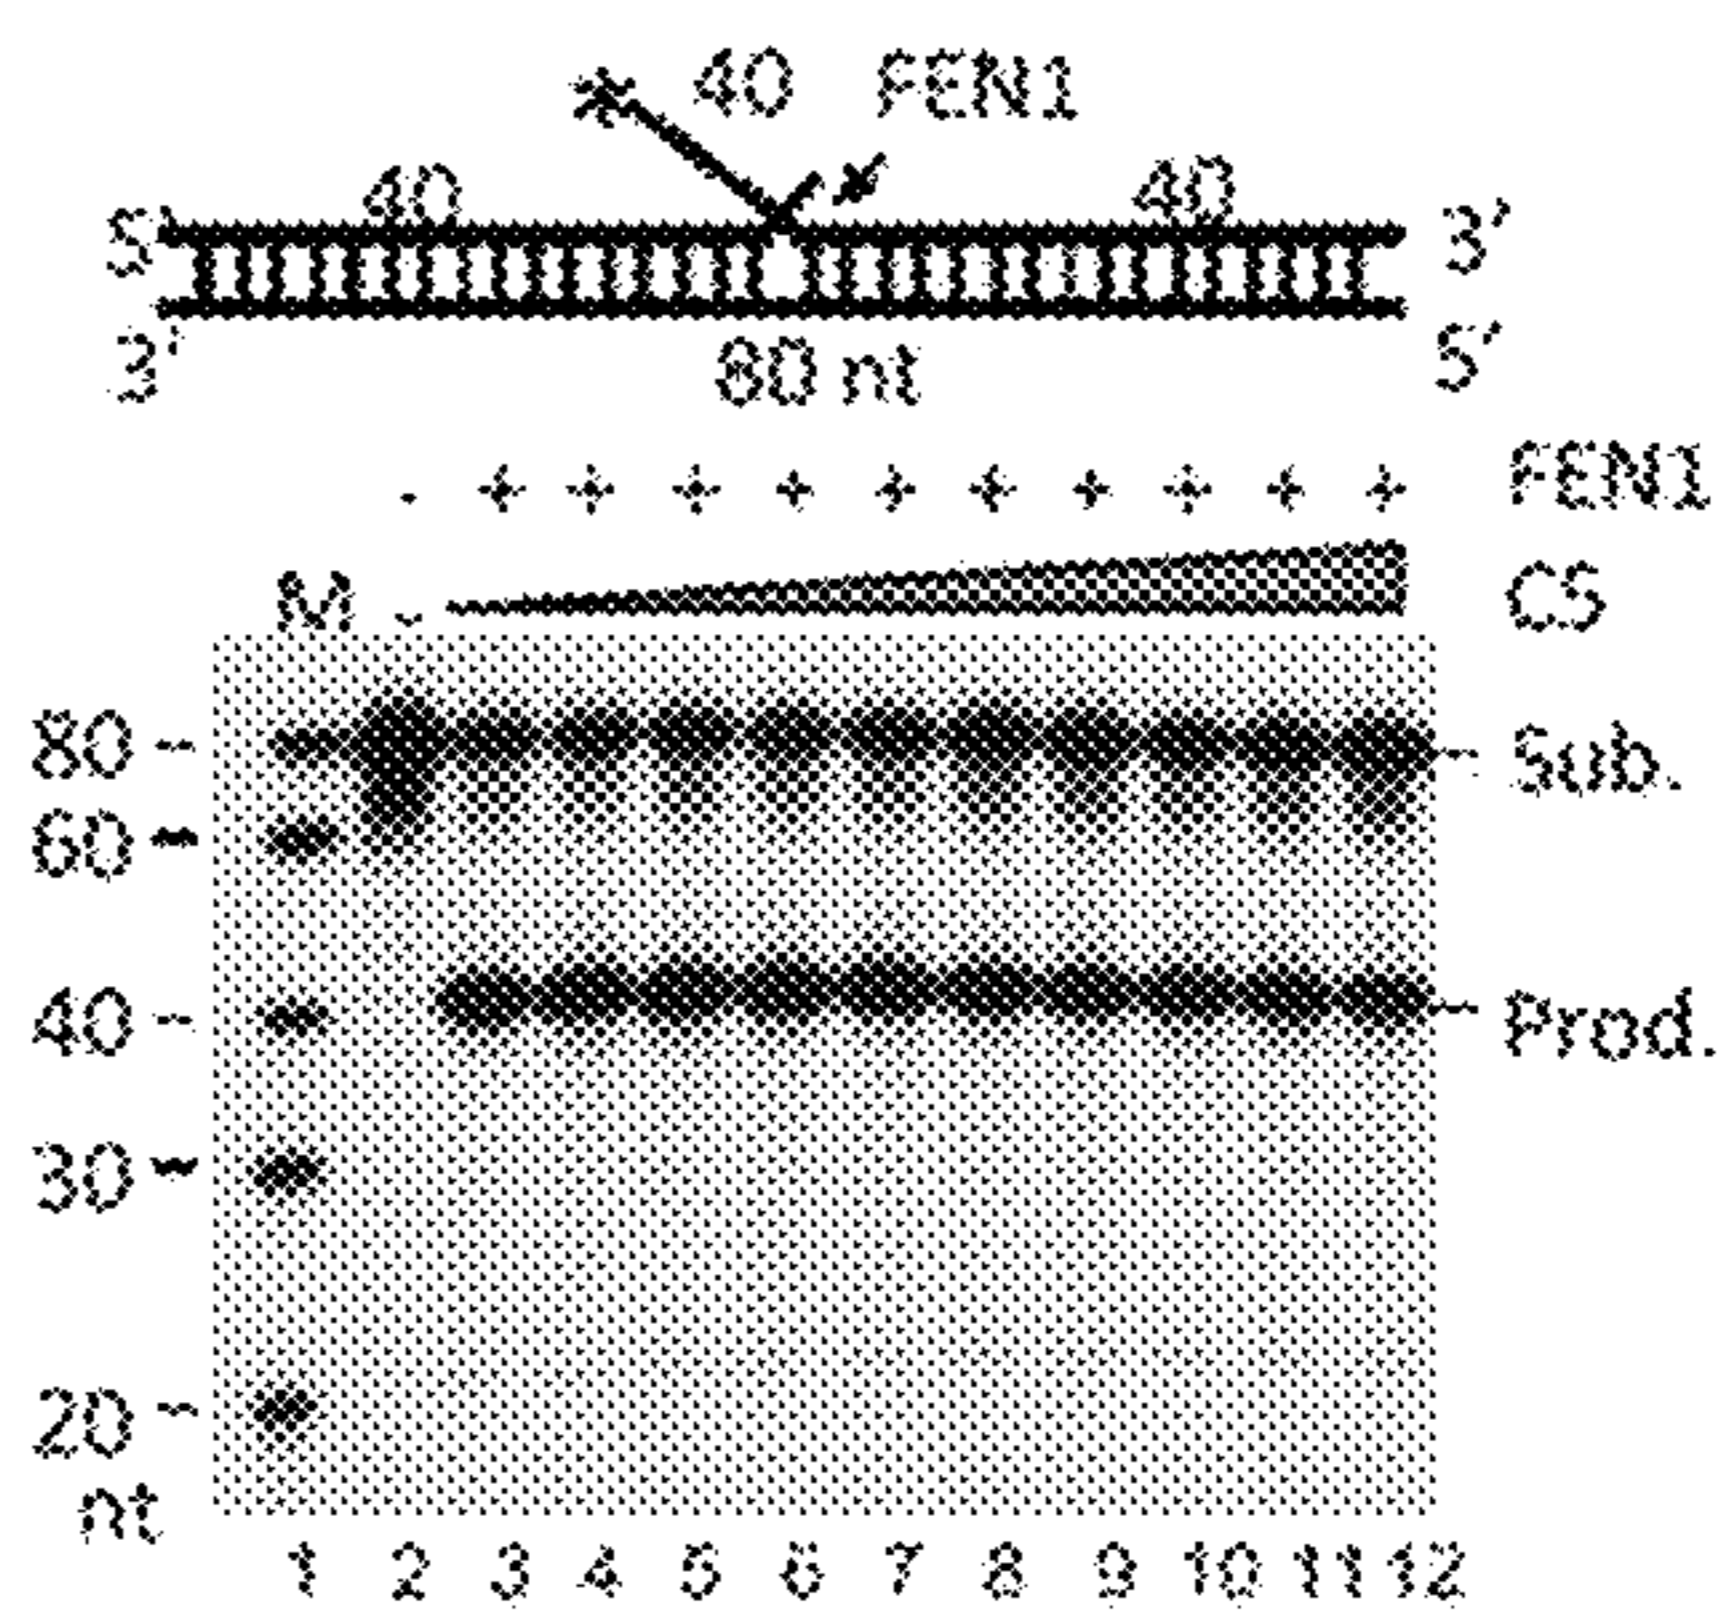 40 FEN1
40 40
5' 3'
3' 5'
80 nt
- + + + + + + + + + + FEN1
M - CS
80 - - Sub.
60 -
40 - - Prod.
30 -
20 -
nt
1 2 3 4 5 6 7 8 9 10 11 12